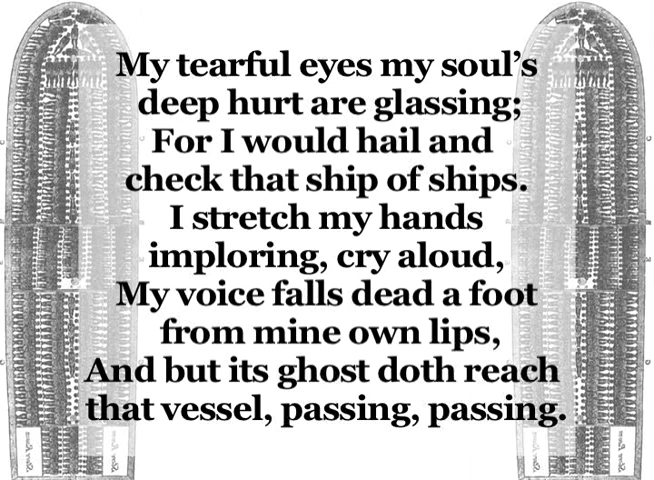 My tearful eyes my soul’s
deep hurt are glassing;
For I would hail and
check that ship of ships.
I stretch my hands
imploring, cry aloud,
My voice falls dead a foot
from mine own lips,
And but its ghost doth reach
that vessel, passing, passing.